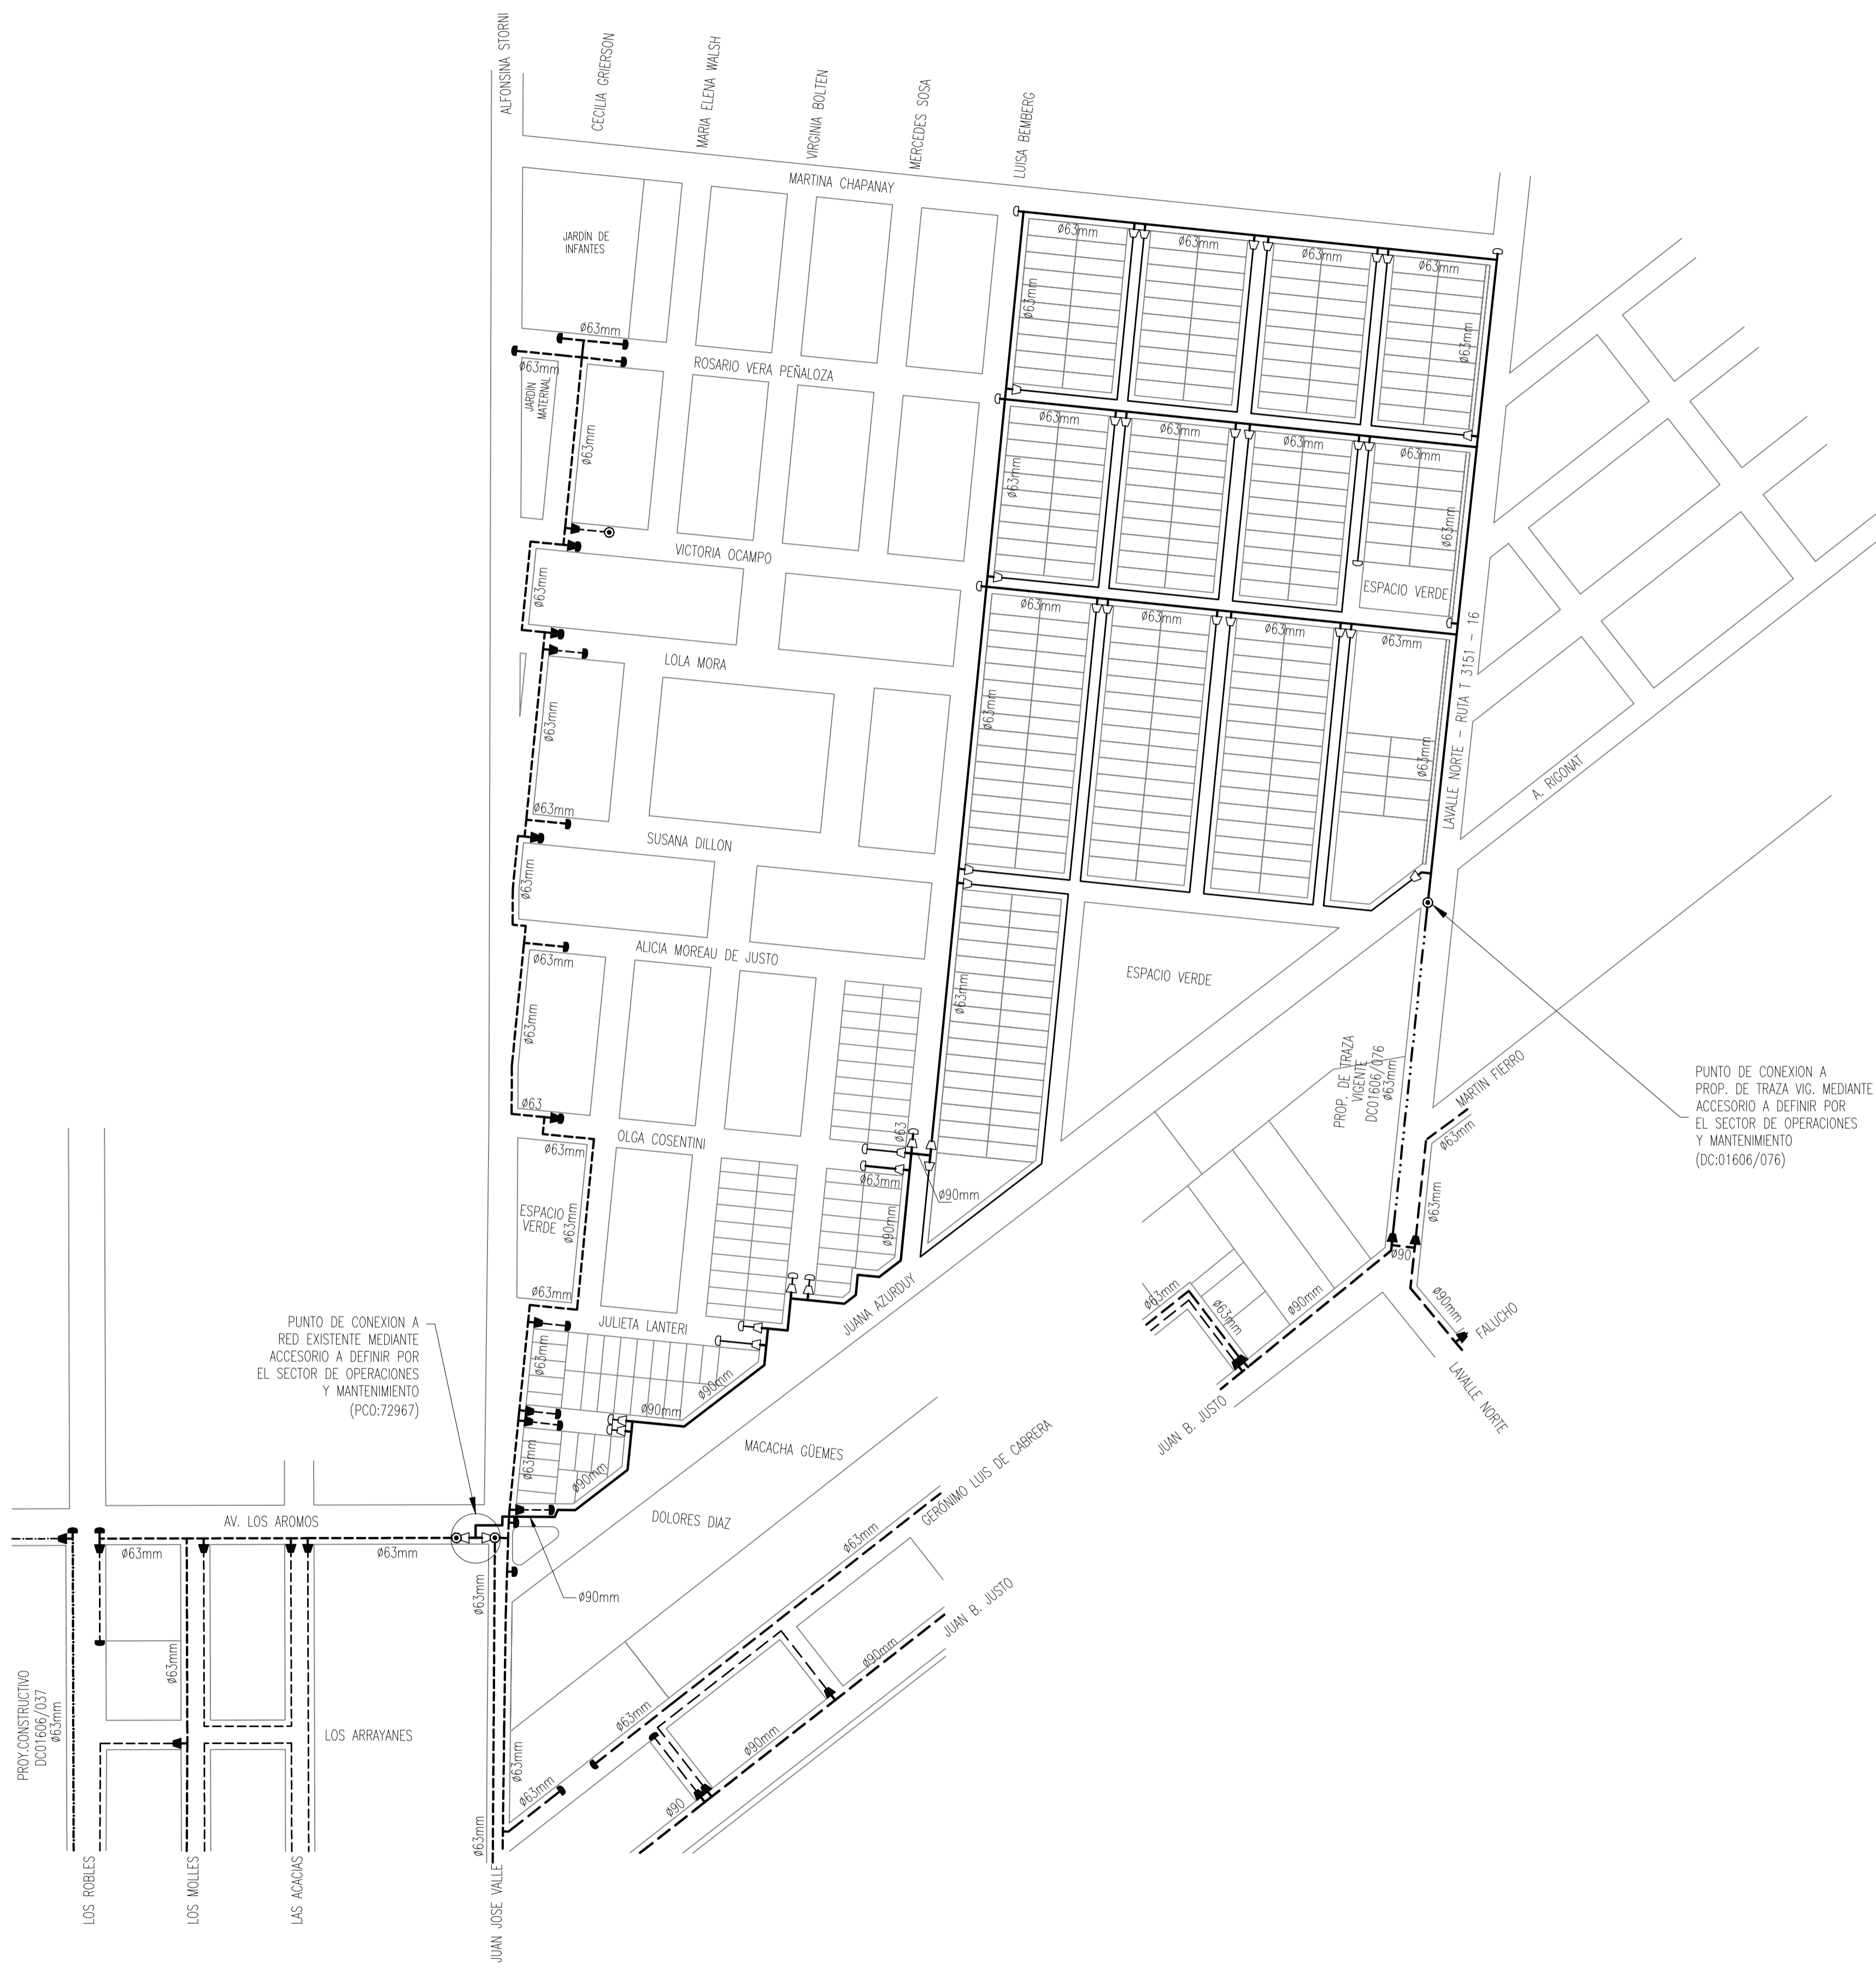 ALFONSINA STORNI
CECILIA GRIERSON
MARIA ELENA WALSH
VIRGINIA BOLTEN
MERCEDES SOSA
LUISA BEMBERG
MARTINA CHAPANAY
JARDÍN DE
INFANTES
Ø63mm
Ø63mm
Ø63mm
Ø63mm
Ø63mm
Ø63mm
Ø63mm
Ø63mm
JARDÍN
MATERNAL
ROSARIO VERA PEÑALOZA
Ø63mm
Ø63mm
Ø63mm
Ø63mm
Ø63mm
Ø63mm
Ø63mm
VICTORIA OCAMPO
Ø63mm
ESPACIO VERDE
Ø63mm
Ø63mm
Ø63mm
Ø63mm
LOLA MORA
Ø63mm
Ø63mm
Ø63mm
LAVALLE NORTE - RUTA T 3151 - 16
Ø63mm
A. RIGONAT
SUSANA DILLON
Ø63mm
ALICIA MOREAU DE JUSTO
Ø63mm
Ø63mm
Ø63mm
ESPACIO VERDE
Ø63
OLGA COSENTINI
Ø63mm
Ø63
Ø63mm
Ø90mm
Ø90mm
PROP. DE TRAZA
VIGENTE
DC01606/076
Ø63mm
MARTIN FIERRO
Ø63mm
PUNTO DE CONEXION A
PROP. DE TRAZA VIG. MEDIANTE
ACCESORIO A DEFINIR POR
EL SECTOR DE OPERACIONES
Y MANTENIMIENTO
(DC:01606/076)
ESPACIO
VERDE
Ø63mm
Ø63mm
Ø63mm
Ø90
Ø90mm
FALUCHO
Ø63mm
Ø63mm
Ø90mm
LAVALLE NORTE
JUAN B. JUSTO
JUANA AZURDUY
JULIETA LANTERI
PUNTO DE CONEXION A
RED EXISTENTE MEDIANTE
ACCESORIO A DEFINIR POR
EL SECTOR DE OPERACIONES
Y MANTENIMIENTO
(PCO:72967)
Ø63mm
Ø90mm
Ø90mm
Ø63mm
Ø90mm
MACACHA GÜEMES
GERÓNIMO LUIS DE CABRERA
DOLORES DIAZ
AV. LOS AROMOS
Ø63mm
Ø63mm
Ø63mm
Ø90mm
Ø63mm
JUAN B. JUSTO
Ø90mm
PROY.CONSTRUCTIVO
DC01606/037
Ø63mm
Ø63mm
LOS ARRAYANES
Ø63mm
Ø63mm
Ø90mm
Ø63mm
Ø90
Ø63mm
LOS ROBLES
LOS MOLLES
LAS ACACIAS
JUAN JOSE VALLE